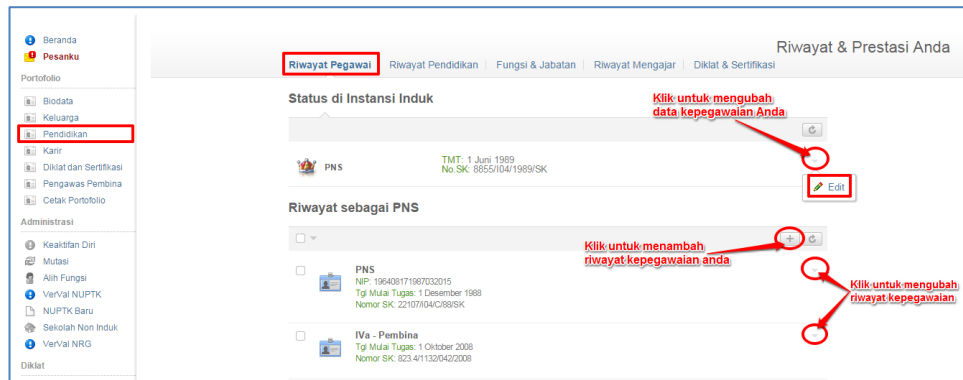 Beranda
Pesanku
Portofolio
Biodata
Keluarga
Pendidikan
Karir
Diklat dan Sertifikasi
Pengawas Pembina
Cetak Portofolio
Administrasi
Keaktifan Diri
Mutasi
Alih Fungsi
VerVal NUPTK
NUPTK Baru
Sekolah Non Induk
VerVal NRG
Diklat
Riwayat & Prestasi Anda
Riwayat Pegawai | Riwayat Pendidikan | Fungsi & Jabatan | Riwayat Mengajar | Diklat & Sertifikasi
Status di Instansi Induk
Klik untuk mengubah
data kepegawaian Anda
PNS
TMT: 1 Juni 1989
No.SK: 8855/I04/1989/SK
Edit
Riwayat sebagai PNS
Klik untuk menambah
riwayat kepegawaian anda
PNS
NIP: 196408171987032015
Tgl Mulai Tugas: 1 Desember 1988
Nomor SK: 22107/I04/C/88/SK
Klik untuk mengubah
riwayat kepegawaian
IVa - Pembina
Tgl Mulai Tugas: 1 Oktober 2008
Nomor SK: 823.4/1132/042/2008